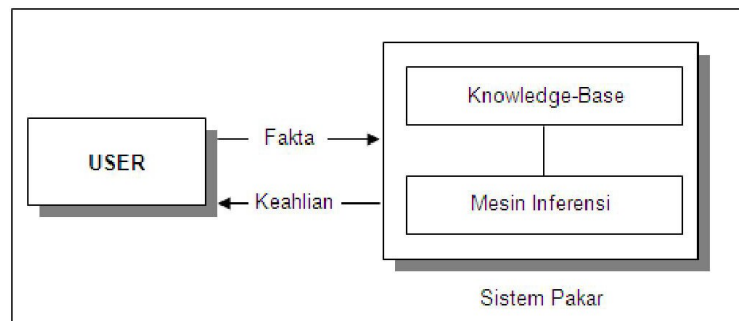 Knowledge-Base
Fakta
USER
Keahlian
Mesin Inferensi
Sistem Pakar